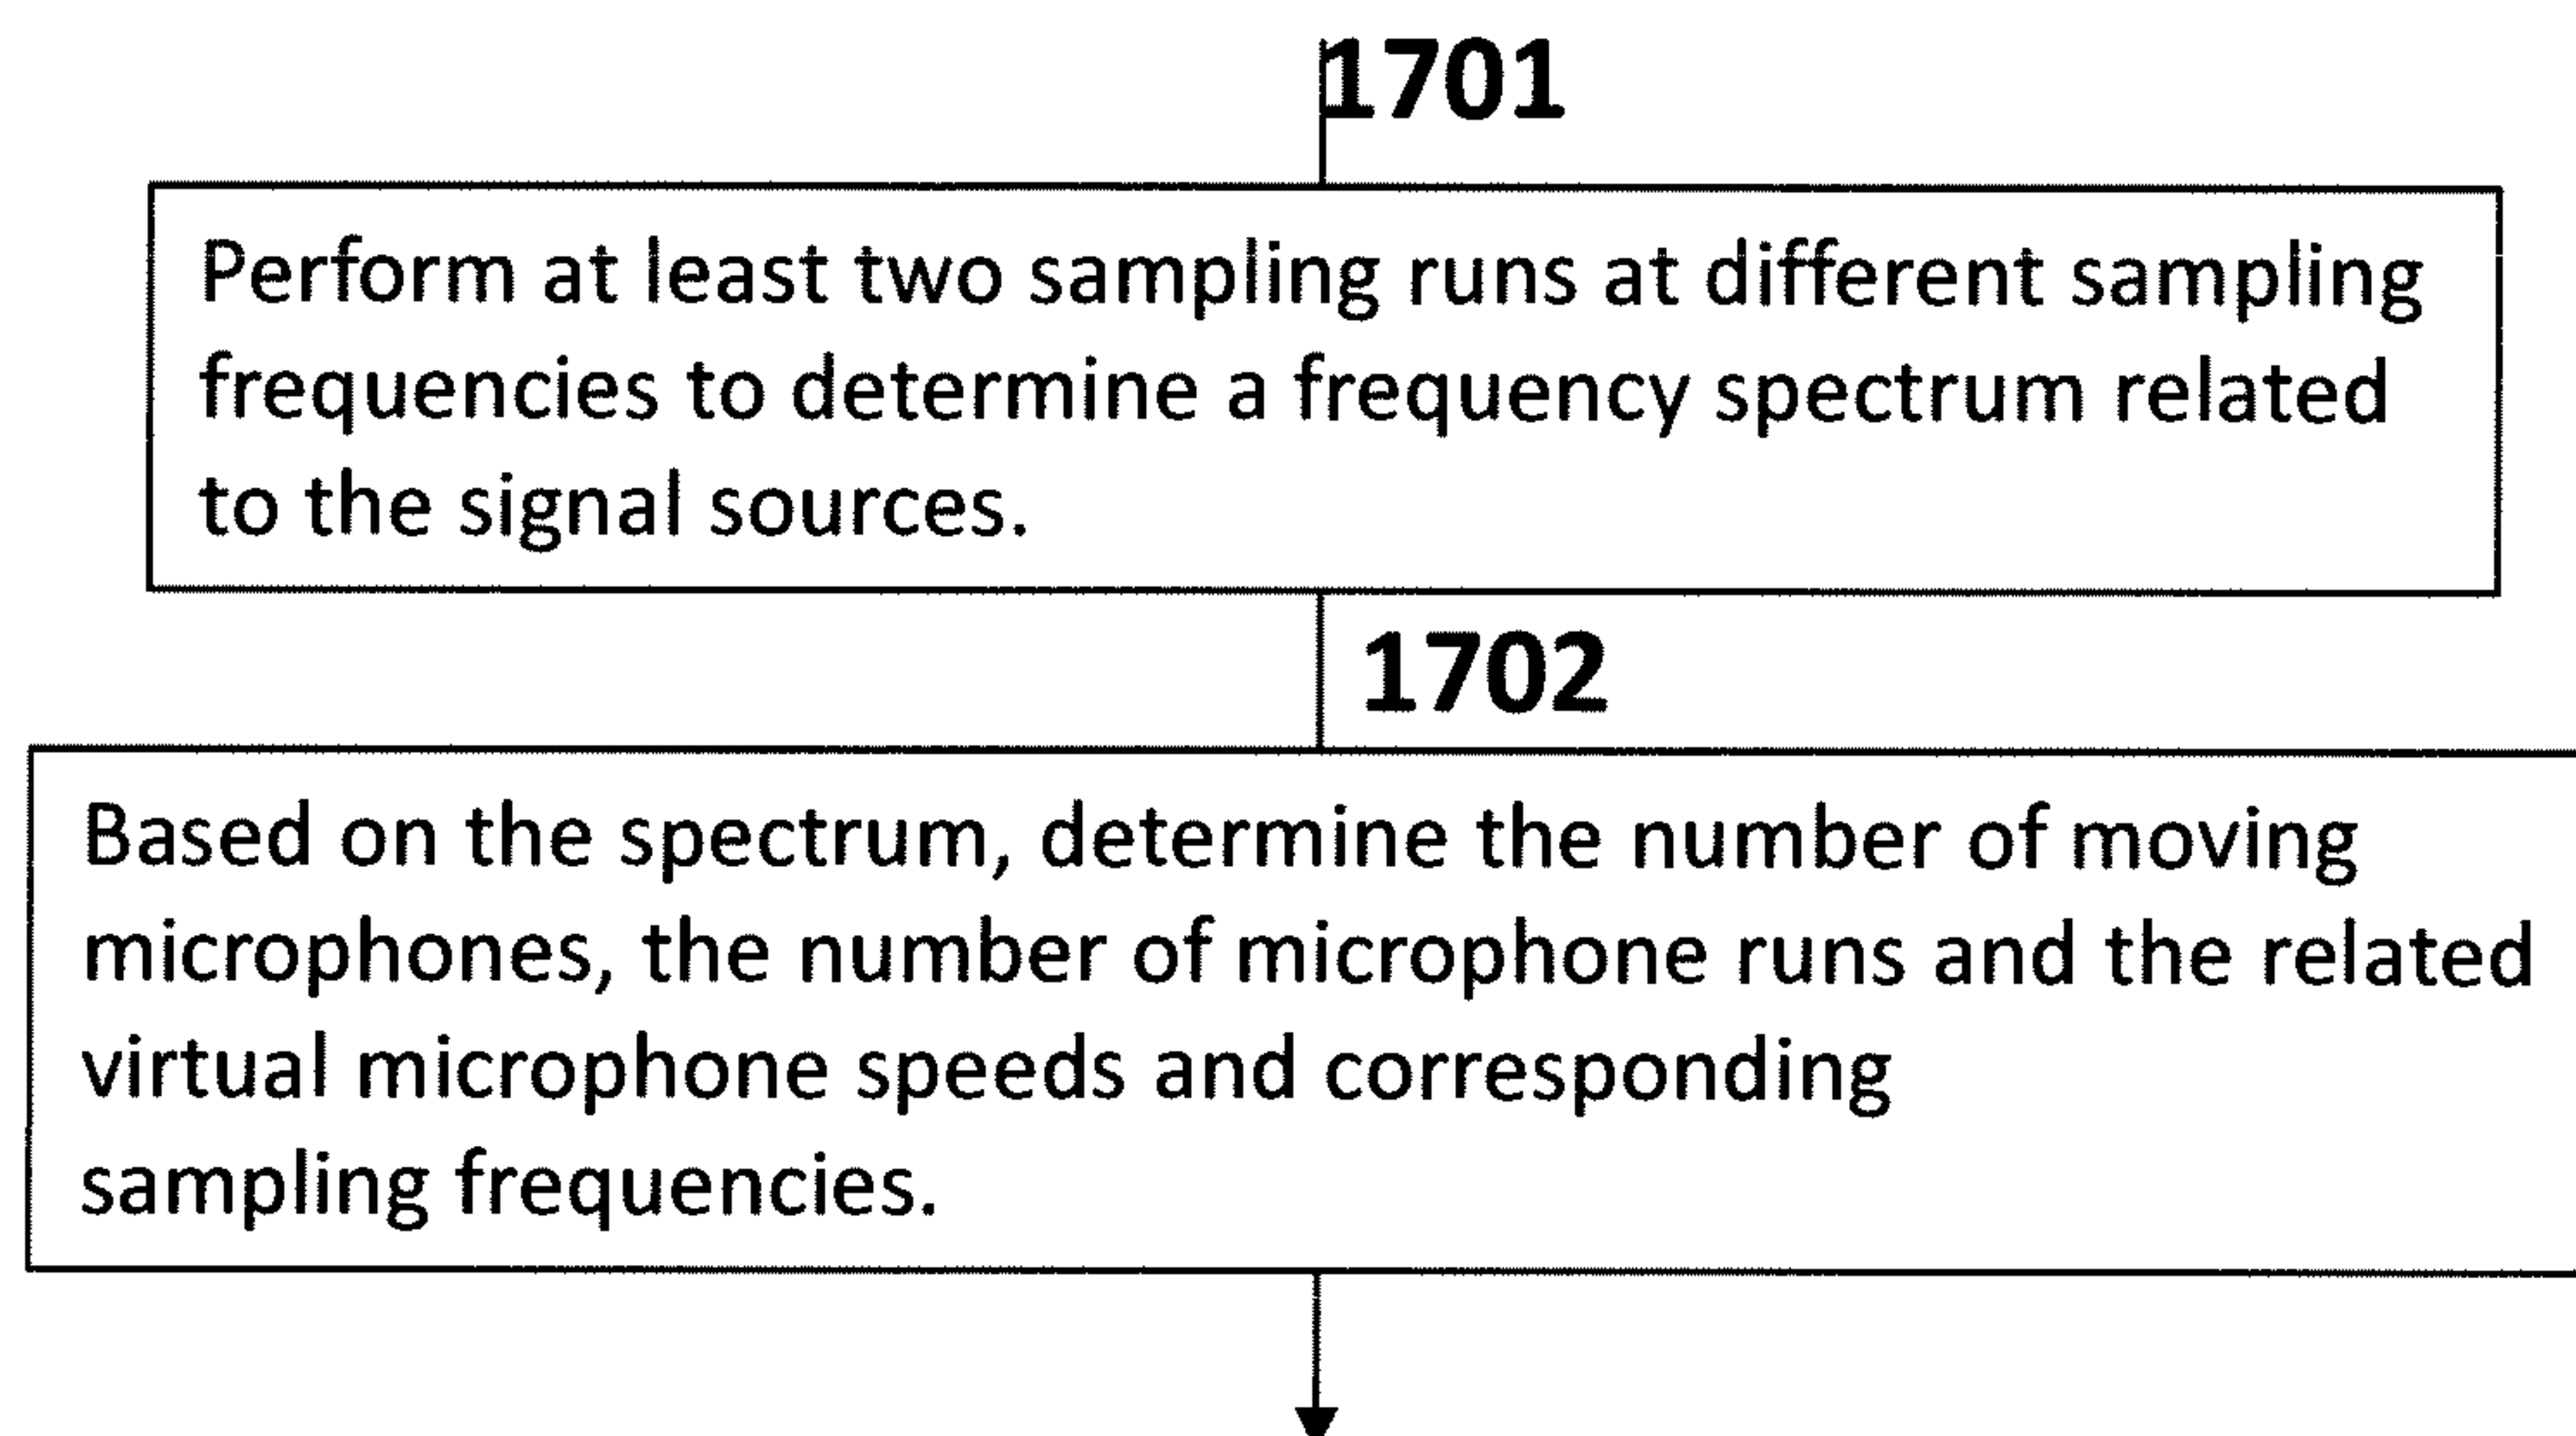 1701
Perform at least two sampling runs at different sampling
frequencies to determine a frequency spectrum related
to the signal sources.
1702
Based on the spectrum, determine the number of moving
microphones, the number of microphone runs and the related
virtual microphone speeds and corresponding
sampling frequencies.